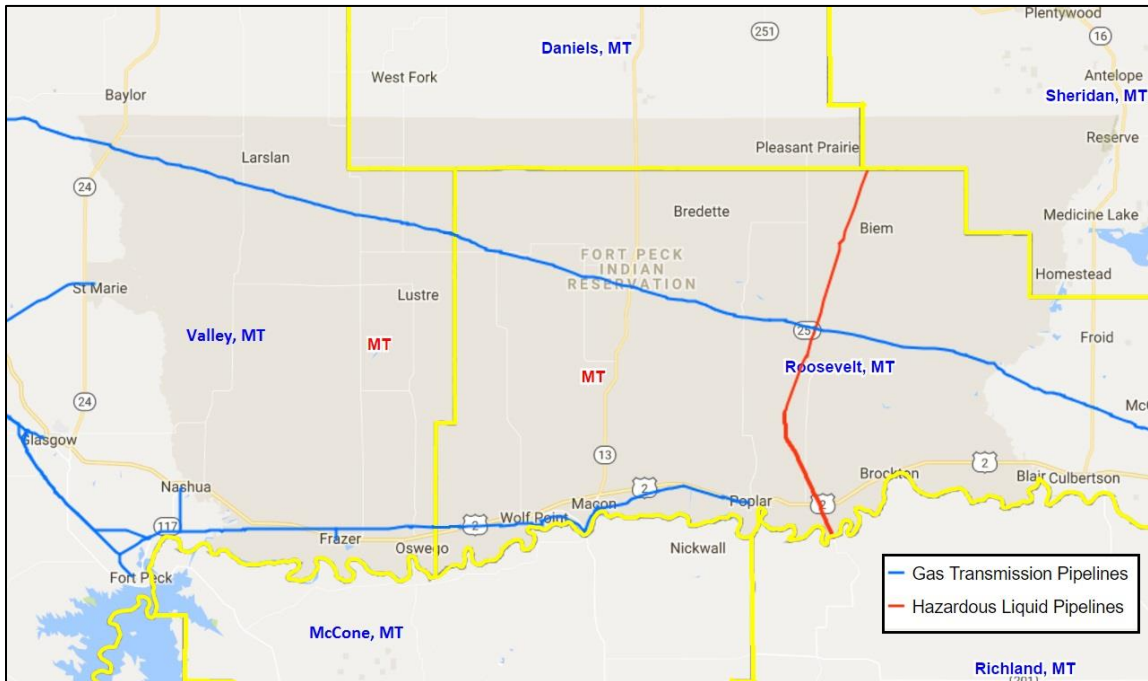 Plentywood
Daniels, MT
251
16
West Fork
Antelope
Baylor
Sheridan, MT
Reserve
Pleasant Prairie
Larslan
24
Bredette
Medicine Lake
Biem
FORT PECK
INDIAN
RESERVATION
Homestead
St Marie
Lustre
Valley, MT
MT
Froid
Roosevelt, MT
MT
24
Glasgow
13
Brockton
2
Blair
Culbertson
Nashua
2
Macon
Poplar
2
117
Wolf Point
2
Frazer
Oswego
Nickwall
Fort Peck
Gas Transmission Pipelines
Hazardous Liquid Pipelines
McCone, MT
Richland, MT
(201)